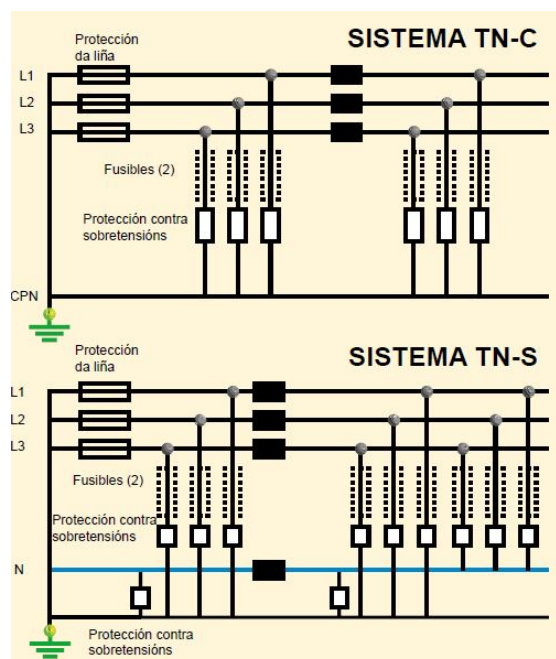 SISTEMA TN-C
Protección
da liña
L1
L2
L3
Fusibles (2)
Protección contra
sobretensións
CPN
SISTEMA TN-S
Protección
da liña
L1
L2
L3
Fusibles (2)
Protección contra
sobretensións
N
Protección contra
sobretensións